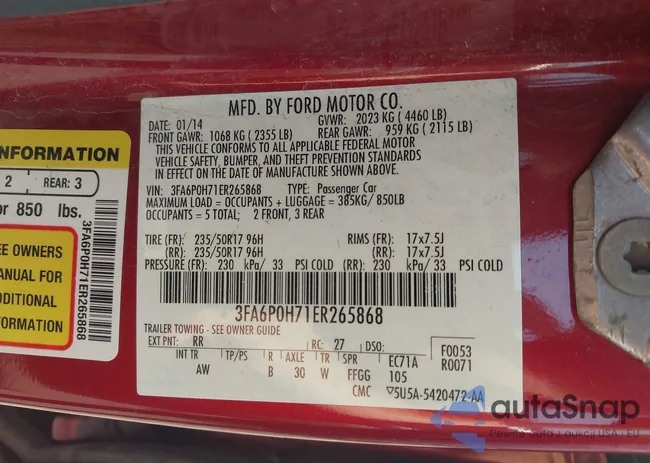 MFD. BY FORD MOTOR CO.
DATE: 01/14 GVWR: 2023 KG (4460 LB)
FRONT GAWR: 1068 KG (2355 LB) REAR GAWR: 959 KG (2115 LB)
THIS VEHICLE CONFORMS TO ALL APPLICABLE FEDERAL MOTOR
VEHICLE SAFETY, BUMPER, AND THEFT PREVENTION STANDARDS
IN EFFECT ON THE DATE OF MANUFACTURE SHOWN ABOVE.
VIN: 3FA6P0H71ER265868 TYPE: Passenger Car
MAXIMUM LOAD = OCCUPANTS + LUGGAGE = 385KG/ 850LB
OCCUPANTS = 5 TOTAL; 2 FRONT, 3 REAR
TIRE (FR): 235/50R17 96H RIMS (FR): 17x7.5J
(RR): 235/50R17 96H (RR): 17x7.5J
PRESSURE (FR): 230 kPa/ 33 PSI COLD (RR): 230 kPa/ 33 PSI COLD
3FA6P0H71ER265868
TRAILER TOWING - SEE OWNER GUIDE
EXT PNT: RR RC: 27 DSO: F0053
INT TR TP/PS R AXLE TR SPR EC71A R0071
AW B 30 W FFGG 105
CMC ▽5U5A-5420472-AA
INFORMATION
2 REAR: 3
or 850 lbs.
EE OWNERS
ANUAL FOR
DDITIONAL
FORMATION
3FA6P0H71ER265868
autoSnap
Pewne auta z aukcji USA i EU